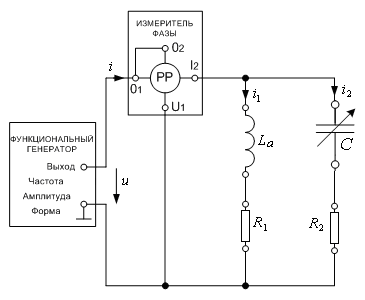 ИЗМЕРИТЕЛЬ
ФАЗЫ
0₂
i
PP
I₂
0₁
U₁
i₁
i₂
ФУНКЦИОНАЛЬНЫЙ
ГЕНЕРАТОР
Выход
Частота
Амплитуда
Форма
u
Lₐ
C
R₁
R₂